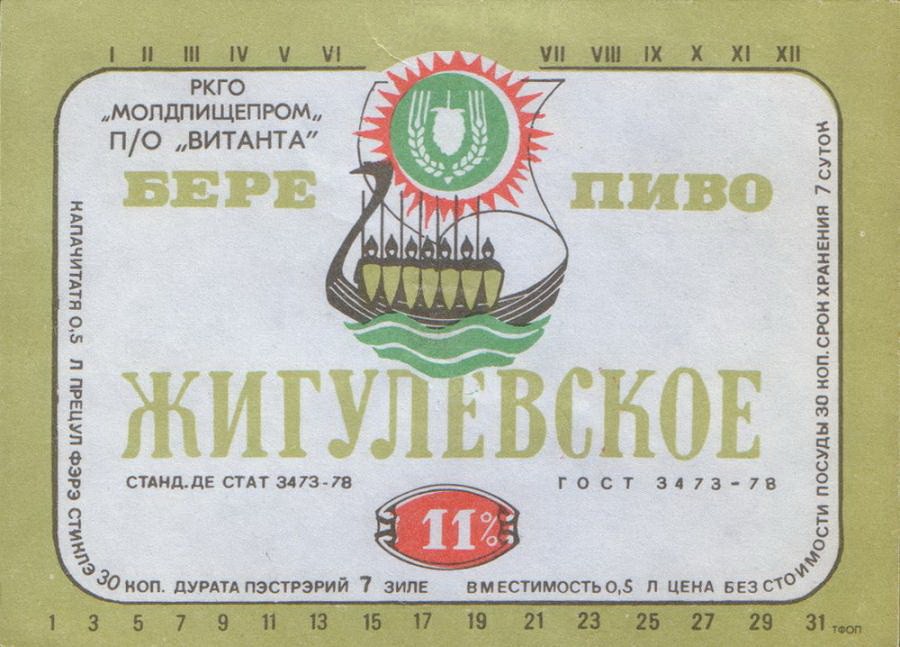 I II III IV V VI VII VIII IX X XI XII
РКГО
„МОЛДПИЩЕПРОМ„
П/О „ВИТАНТА”
БЕРЕ ПИВО
ЖИГУЛЕВСКОЕ
СТАНД. ДЕ СТАТ 3473-78 ГОСТ 3473-78
11%
КАПАЧИТАТЯ 0,5 Л ПРЕЦУЛ ФЭРЭ СТИКЛЭ 30 КОП. ДУРАТА ПЭСТРЭРИЙ 7 ЗИЛЕ
ВМЕСТИМОСТЬ 0,5 Л ЦЕНА БЕЗ СТОИМОСТИ ПОСУДЫ 30 КОП. СРОК ХРАНЕНИЯ 7 СУТОК
1 3 5 7 9 11 13 15 17 19 21 23 25 27 29 31 ТФОП